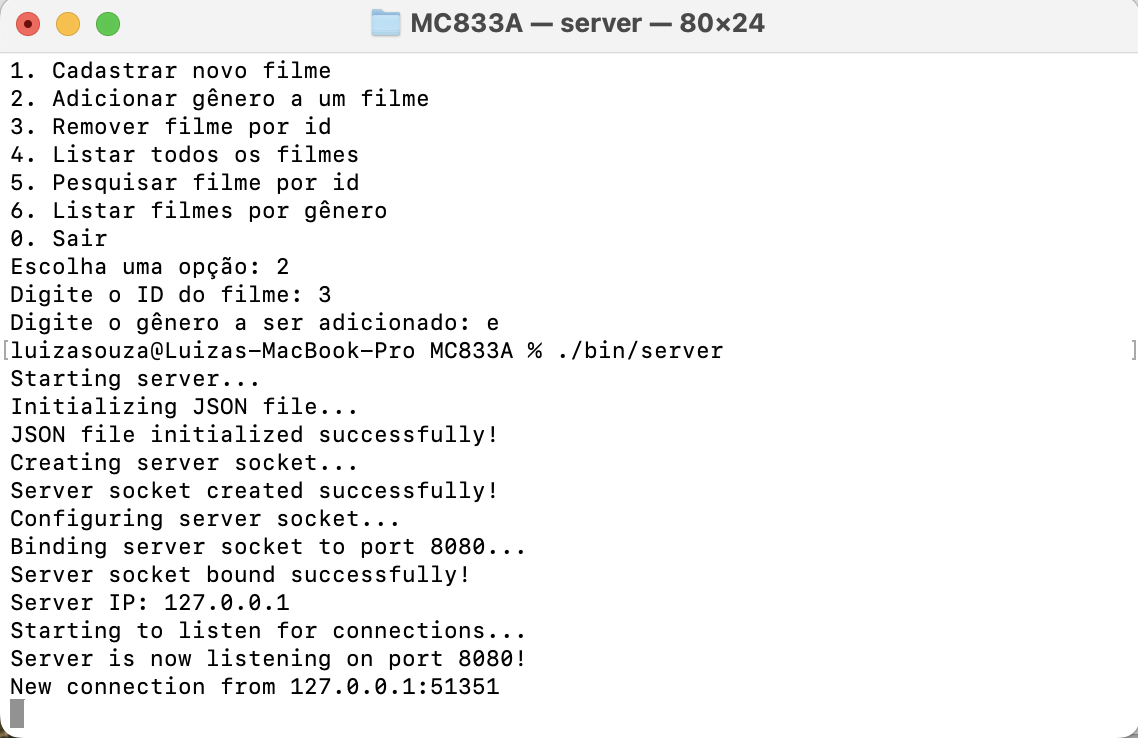 MC833A — server — 80×24
1. Cadastrar novo filme
2. Adicionar gênero a um filme
3. Remover filme por id
4. Listar todos os filmes
5. Pesquisar filme por id
6. Listar filmes por gênero
0. Sair
Escolha uma opção: 2
Digite o ID do filme: 3
Digite o gênero a ser adicionado: e
[luizasouza@Luizas-MacBook-Pro MC833A % ./bin/server ]
Starting server...
Initializing JSON file...
JSON file initialized successfully!
Creating server socket...
Server socket created successfully!
Configuring server socket...
Binding server socket to port 8080...
Server socket bound successfully!
Server IP: 127.0.0.1
Starting to listen for connections...
Server is now listening on port 8080!
New connection from 127.0.0.1:51351